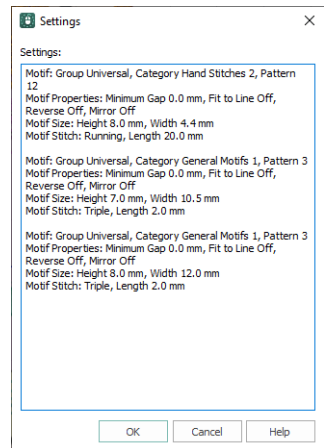 Settings
Settings:
Motif: Group Universal, Category Hand Stitches 2, Pattern
12
Motif Properties: Minimum Gap 0.0 mm, Fit to Line Off,
Reverse Off, Mirror Off
Motif Size: Height 8.0 mm, Width 4.4 mm
Motif Stitch: Running, Length 20.0 mm
Motif: Group Universal, Category General Motifs 1, Pattern 3
Motif Properties: Minimum Gap 0.0 mm, Fit to Line Off,
Reverse Off, Mirror Off
Motif Size: Height 7.0 mm, Width 10.5 mm
Motif Stitch: Triple, Length 2.0 mm
Motif: Group Universal, Category General Motifs 1, Pattern 3
Motif Properties: Minimum Gap 0.0 mm, Fit to Line Off,
Reverse Off, Mirror Off
Motif Size: Height 8.0 mm, Width 12.0 mm
Motif Stitch: Triple, Length 2.0 mm
OK Cancel Help